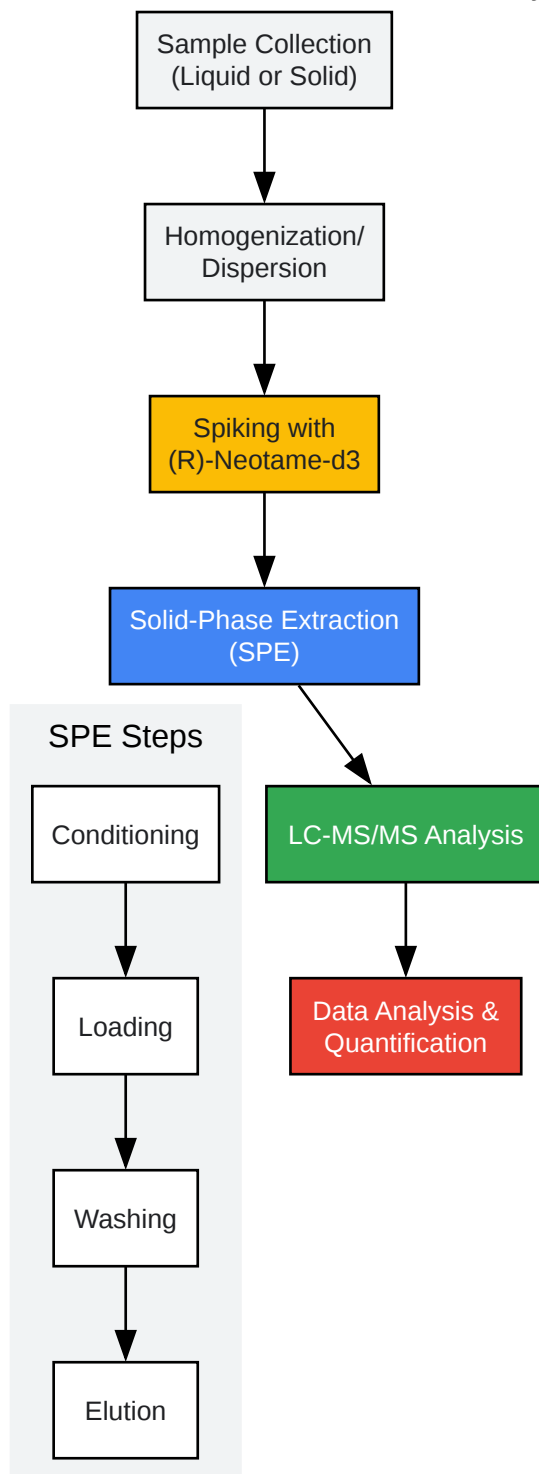 Sample Collection
(Liquid or Solid)
Homogenization/
Dispersion
Spiking with
(R)-Neotame-d3
Solid-Phase Extraction
(SPE)
SPE Steps
Conditioning
Loading
Washing
Elution
LC-MS/MS Analysis
Data Analysis &
Quantification